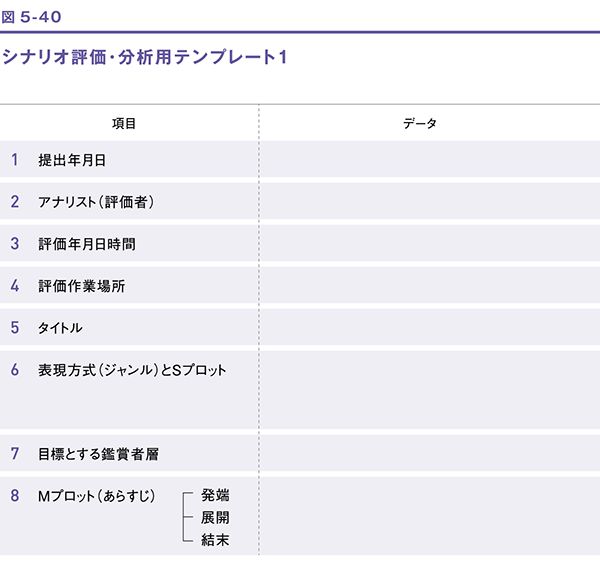 図 5-40
シナリオ評価・分析用テンプレート1
項目 データ
1 提出年月日
2 アナリスト（評価者）
3 評価年月日時間
4 評価作業場所
5 タイトル
6 表現方式（ジャンル）とSプロット
7 目標とする鑑賞者層
8 Mプロット（あらすじ） 発端
展開
結末